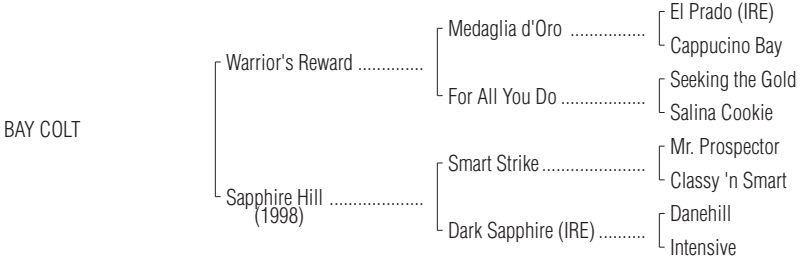 El Prado (IRE)
Medaglia d'Oro ................
Cappucino Bay
Warrior's Reward ..............
Seeking the Gold
For All You Do ..................
Salina Cookie
BAY COLT
Mr. Prospector
Smart Strike ......................
Classy 'n Smart
Sapphire Hill ....................
(1998)
Danehill
Dark Sapphire (IRE) ..........
Intensive